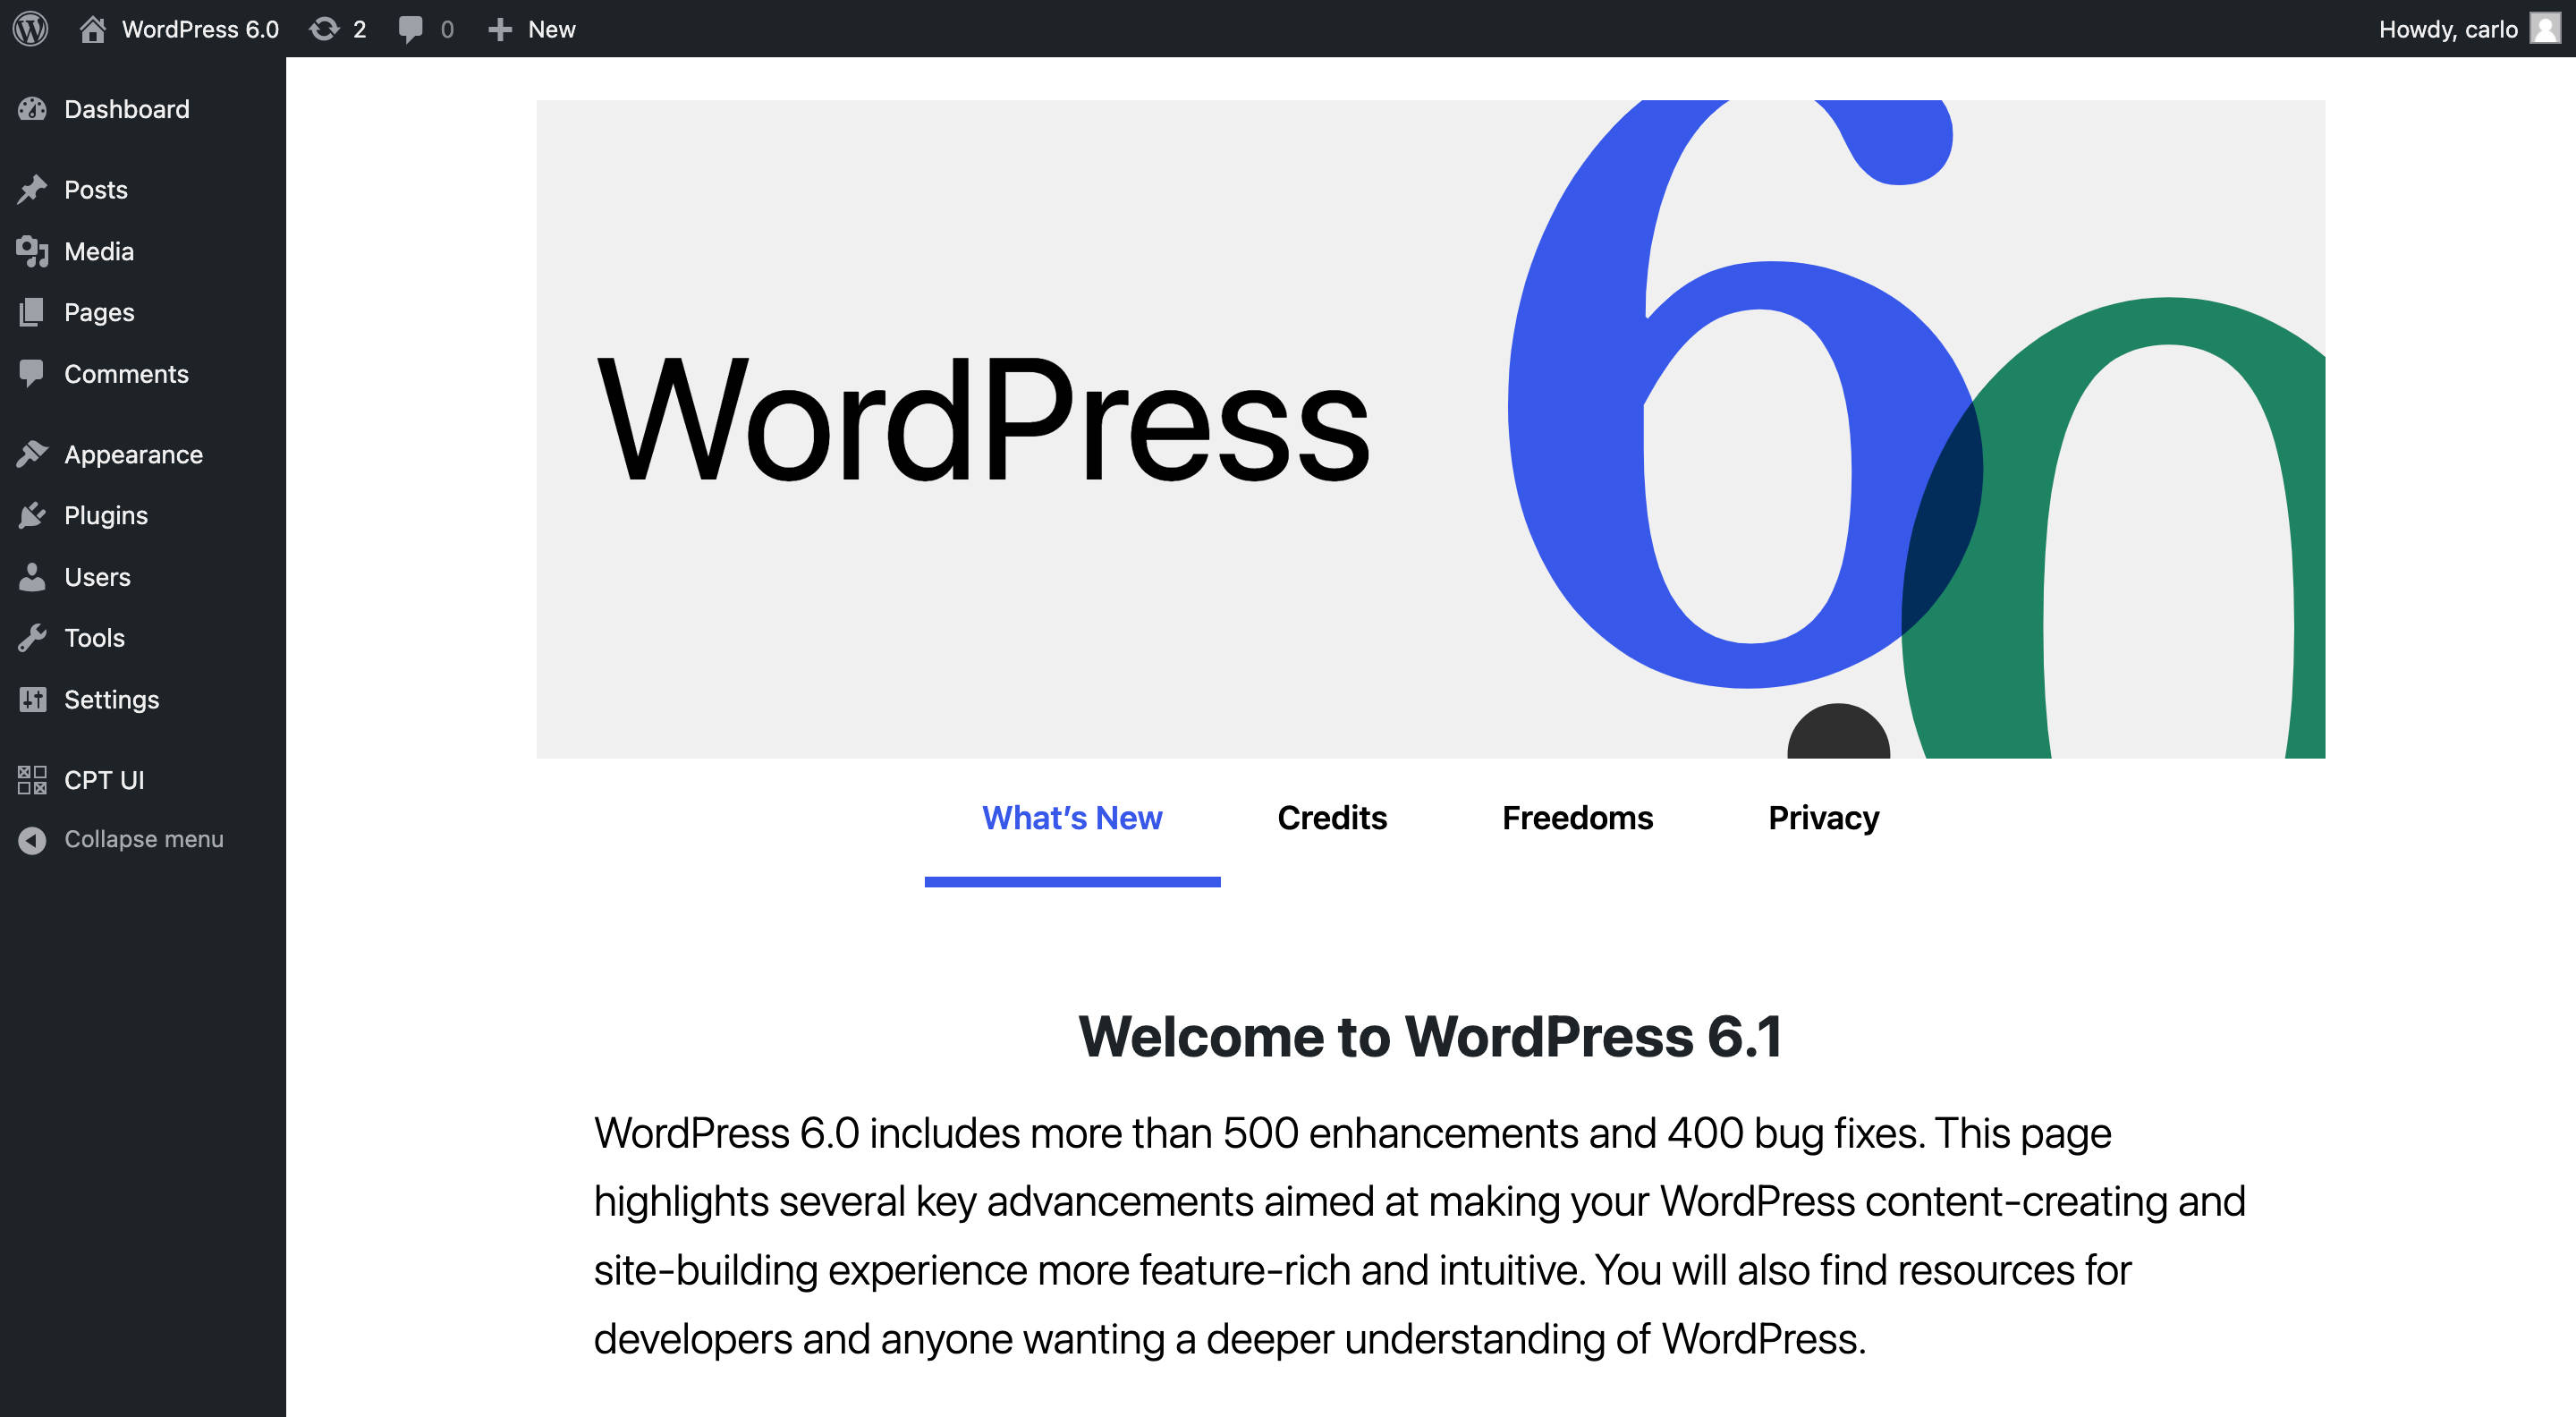 WordPress 6.0 2 0 New Howdy, carlo
Dashboard
Posts
Media
Pages
Comments
Appearance
Plugins
Users
Tools
Settings
CPT UI
Collapse menu
WordPress
6.0
What's New Credits Freedoms Privacy
Welcome to WordPress 6.1
WordPress 6.0 includes more than 500 enhancements and 400 bug fixes. This page
highlights several key advancements aimed at making your WordPress content-creating and
site-building experience more feature-rich and intuitive. You will also find resources for
developers and anyone wanting a deeper understanding of WordPress.